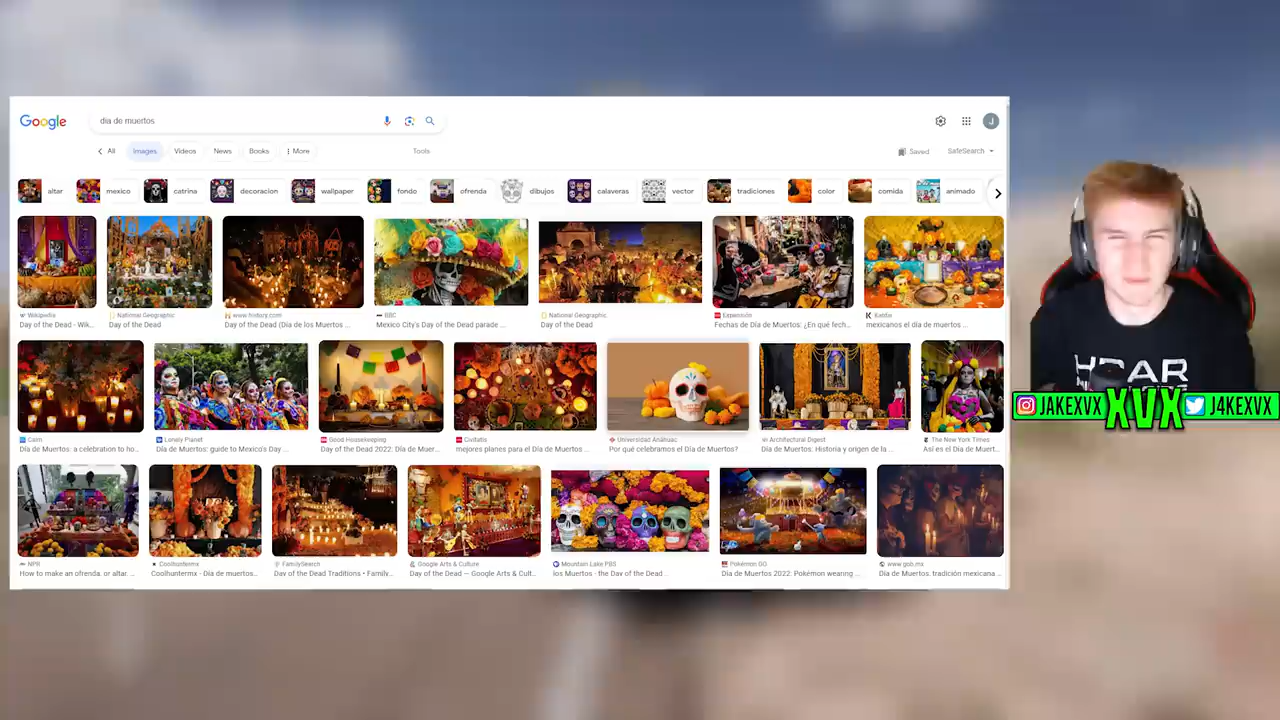 Google
dia de muertos
J
All Images Videos News Books More Tools Saved SafeSearch
altar mexico catrina decoracion wallpaper fondo ofrenda dibujos calaveras vector tradiciones color comida animado
Wikipedia
Day of the Dead - Wik...
National Geographic
Day of the Dead
www.history.com
Day of the Dead (Día de los Muertos ...
BBC
Mexico City's Day of the Dead parade ...
National Geographic
Day of the Dead
Expansión
Fechas de Día de Muertos: ¿En qué fech...
mexicanos el día de muertos ...
Calm
Día de Muertos: a celebration to ho...
Lonely Planet
Día de Muertos: guide to Mexico's Day ...
Good Housekeeping
Day of the Dead 2022: Día de Muer...
Civitatis
mejores planes para el Día de Muertos ...
Universidad Anáhuac
Por qué celebramos el Día de Muertos?
Architectural Digest
Día de Muertos: Historia y origen de la ...
The New York Times
Así es el Día de Muert...
NPR
How to make an ofrenda, or altar, ...
Coolhuntermx
Coolhuntermx - Día de muertos...
FamilySearch
Day of the Dead Traditions • Family...
Google Arts & Culture
Day of the Dead — Google Arts & Cult...
Mountain Lake PBS
los Muertos - the Day of the Dead ...
Pokémon GO
Día de Muertos 2022: Pokémon wearing ...
www.gob.mx
Día de Muertos, tradición mexicana ...
JAKEXVX XVX J4KEXVX